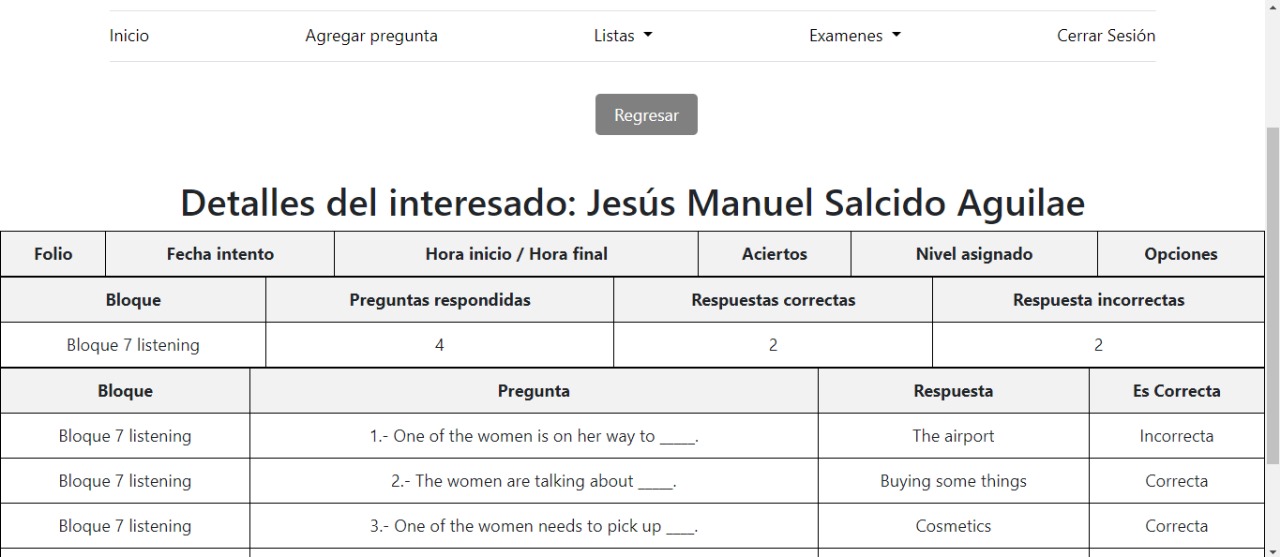 Inicio Agregar pregunta Listas Examenes Cerrar Sesión
Regresar
Detalles del interesado: Jesús Manuel Salcido Aguilae
Folio Fecha intento Hora inicio / Hora final Aciertos Nivel asignado Opciones
Bloque Preguntas respondidas Respuestas correctas Respuesta incorrectas
Bloque 7 listening 4 2 2
Bloque Pregunta Respuesta Es Correcta
Bloque 7 listening 1.- One of the women is on her way to _____. The airport Incorrecta
Bloque 7 listening 2.- The women are talking about _____. Buying some things Correcta
Bloque 7 listening 3.- One of the women needs to pick up ____. Cosmetics Correcta